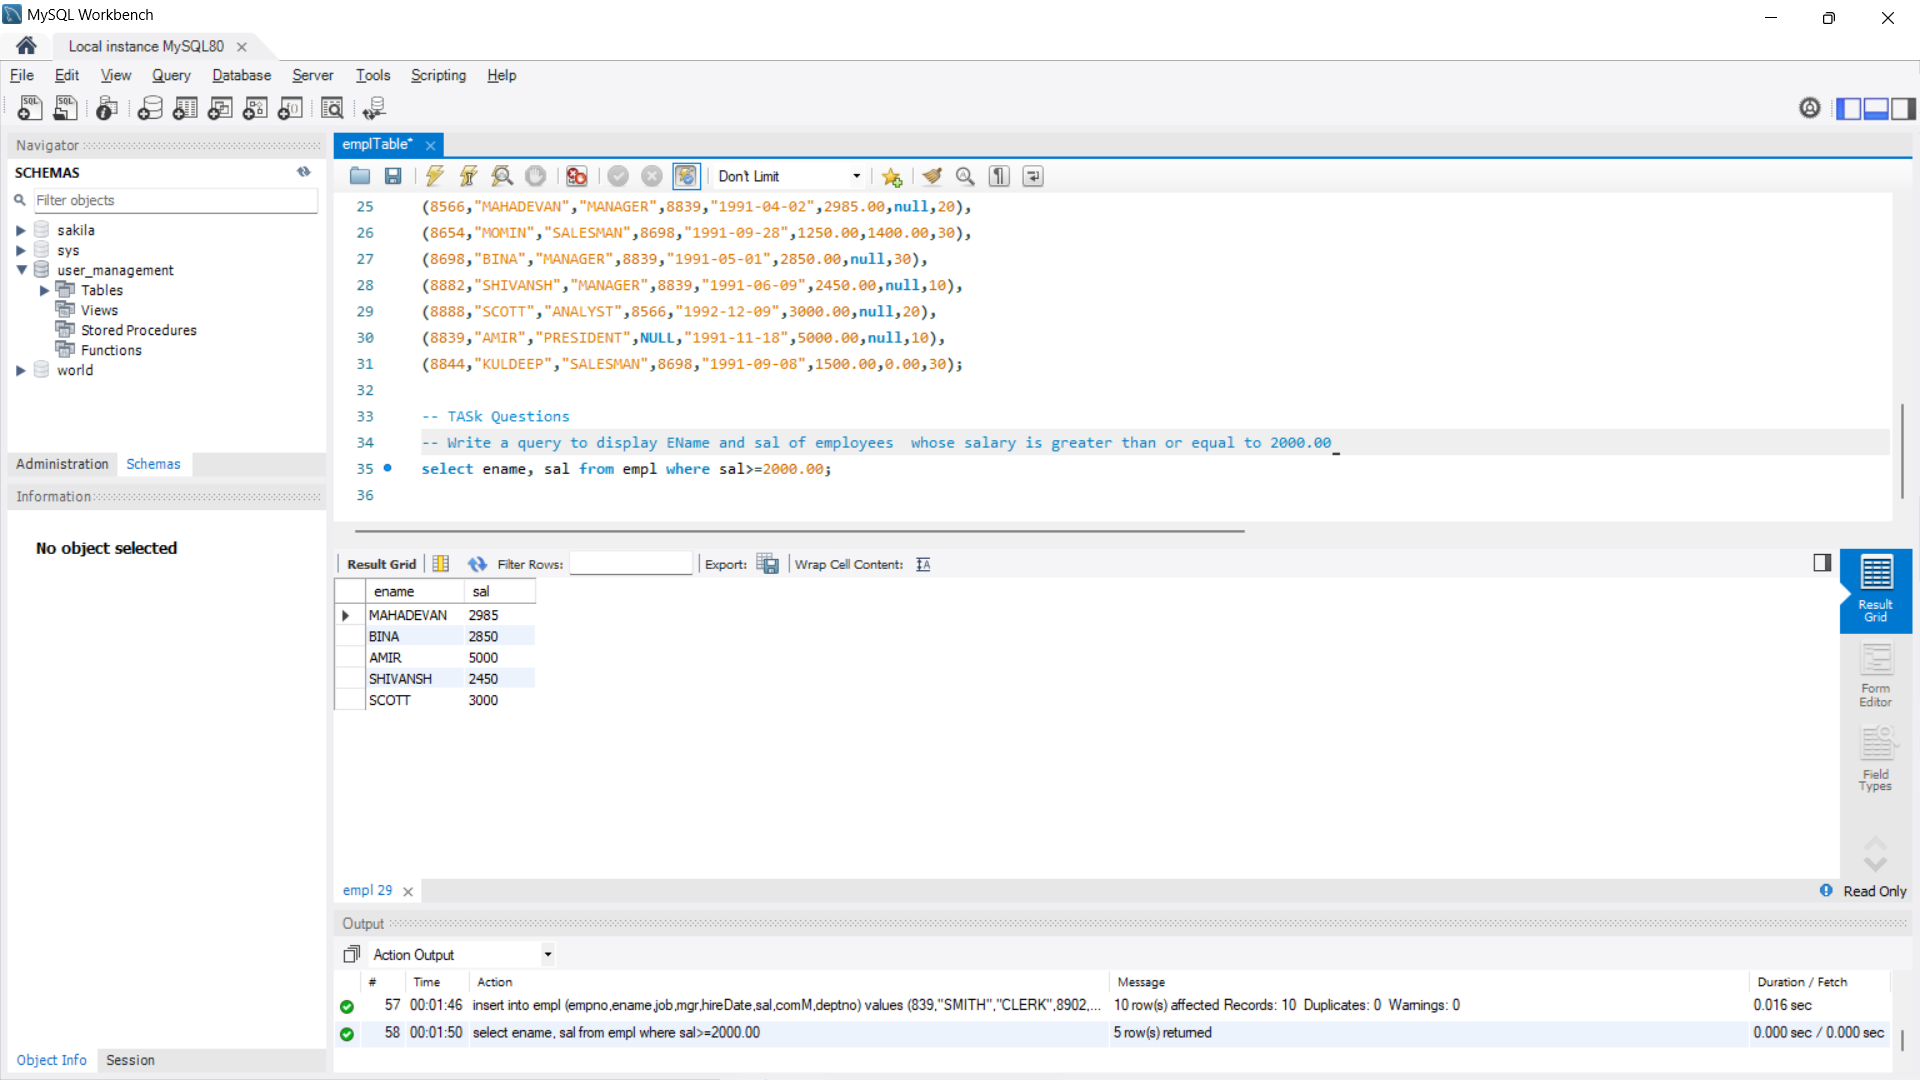 MySQL Workbench
Local instance MySQL80
File Edit View Query Database Server Tools Scripting Help
Navigator
SCHEMAS
Filter objects
sakila
sys
user_management
Tables
Views
Stored Procedures
Functions
world
Administration Schemas
Information
No object selected
Object Info Session
emplTable*
Don't Limit
25 (8566,"MAHADEVAN","MANAGER",8839,"1991-04-02",2985.00,null,20),
26 (8654,"MOMIN","SALESMAN",8698,"1991-09-28",1250.00,1400.00,30),
27 (8698,"BINA","MANAGER",8839,"1991-05-01",2850.00,null,30),
28 (8882,"SHIVANSH","MANAGER",8839,"1991-06-09",2450.00,null,10),
29 (8888,"SCOTT","ANALYST",8566,"1992-12-09",3000.00,null,20),
30 (8839,"AMIR","PRESIDENT",NULL,"1991-11-18",5000.00,null,10),
31 (8844,"KULDEEP","SALESMAN",8698,"1991-09-08",1500.00,0.00,30);
32
33 -- TASk Questions
34 -- Write a query to display EName and sal of employees  whose salary is greater than or equal to 2000.00
35 select ename, sal from empl where sal>=2000.00;
36
Result Grid Filter Rows: Export: Wrap Cell Content:
ename sal
MAHADEVAN 2985
BINA 2850
AMIR 5000
SHIVANSH 2450
SCOTT 3000
Result Grid
Form Editor
Field Types
empl 29
Read Only
Output
Action Output
# Time Action Message Duration / Fetch
57 00:01:46 insert into empl (empno,ename,job,mgr,hireDate,sal,comM,deptno) values (839,"SMITH","CLERK",8902,... 10 row(s) affected Records: 10  Duplicates: 0  Warnings: 0 0.016 sec
58 00:01:50 select ename, sal from empl where sal>=2000.00 5 row(s) returned 0.000 sec / 0.000 sec